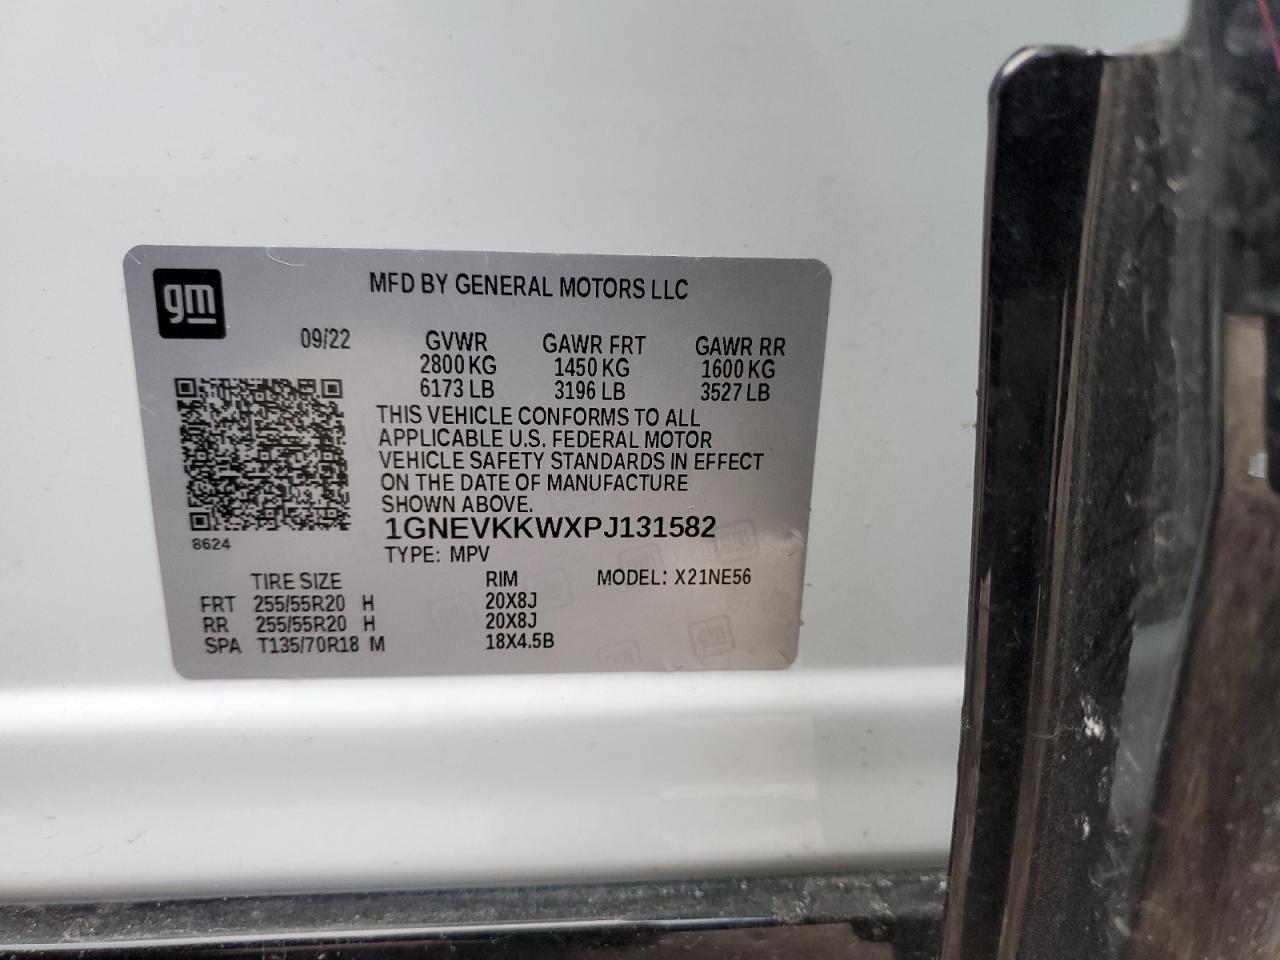 gm
MFD BY GENERAL MOTORS LLC
09/22 GVWR GAWR FRT GAWR RR
2800 KG 1450 KG 1600 KG
6173 LB 3196 LB 3527 LB
THIS VEHICLE CONFORMS TO ALL
APPLICABLE U.S. FEDERAL MOTOR
VEHICLE SAFETY STANDARDS IN EFFECT
ON THE DATE OF MANUFACTURE
SHOWN ABOVE.
1GNEVKKWXPJ131582
8624
TYPE: MPV
TIRE SIZE RIM MODEL: X21NE56
FRT 255/55R20 H 20X8J
RR 255/55R20 H 20X8J
SPA T135/70R18 M 18X4.5B
gm